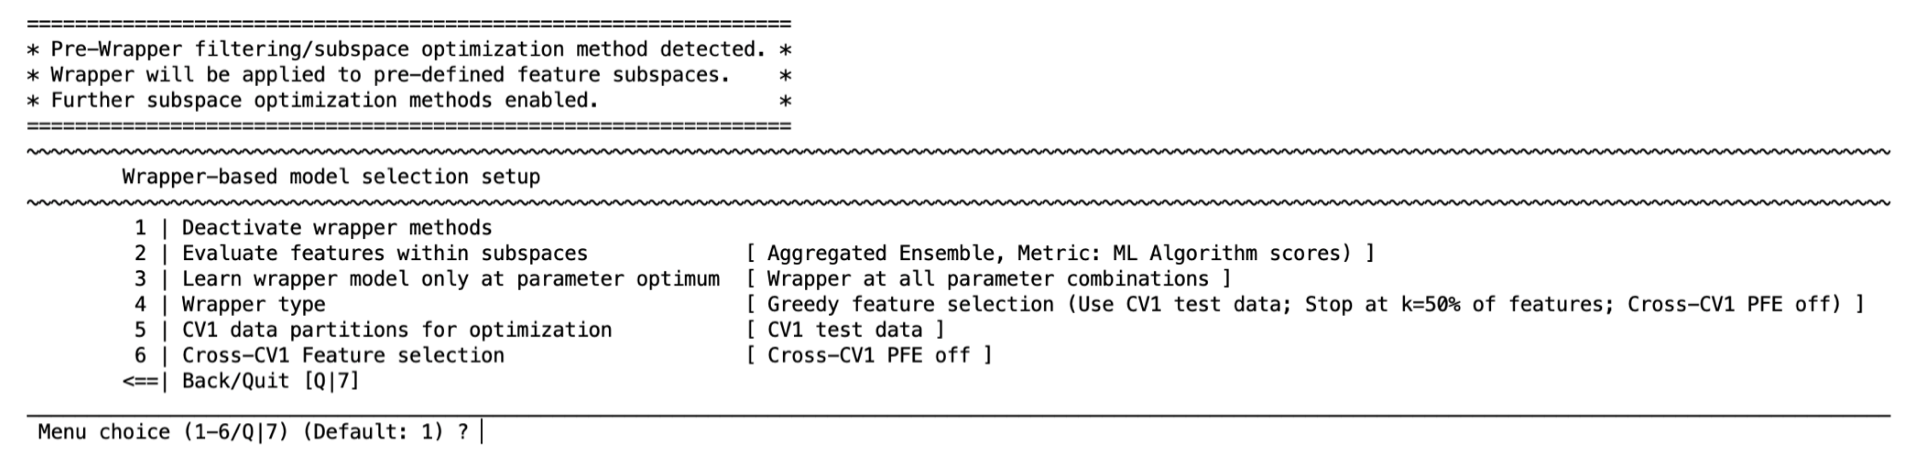 ================================================================
* Pre-Wrapper filtering/subspace optimization method detected. *
* Wrapper will be applied to pre-defined feature subspaces.    *
* Further subspace optimization methods enabled.               *
================================================================
Wrapper-based model selection setup
1 | Deactivate wrapper methods
2 | Evaluate features within subspaces [ Aggregated Ensemble, Metric: ML Algorithm scores) ]
3 | Learn wrapper model only at parameter optimum [ Wrapper at all parameter combinations ]
4 | Wrapper type [ Greedy feature selection (Use CV1 test data; Stop at k=50% of features; Cross-CV1 PFE off) ]
5 | CV1 data partitions for optimization [ CV1 test data ]
6 | Cross-CV1 Feature selection [ Cross-CV1 PFE off ]
<==| Back/Quit [Q|7]
Menu choice (1-6/Q|7) (Default: 1) ?